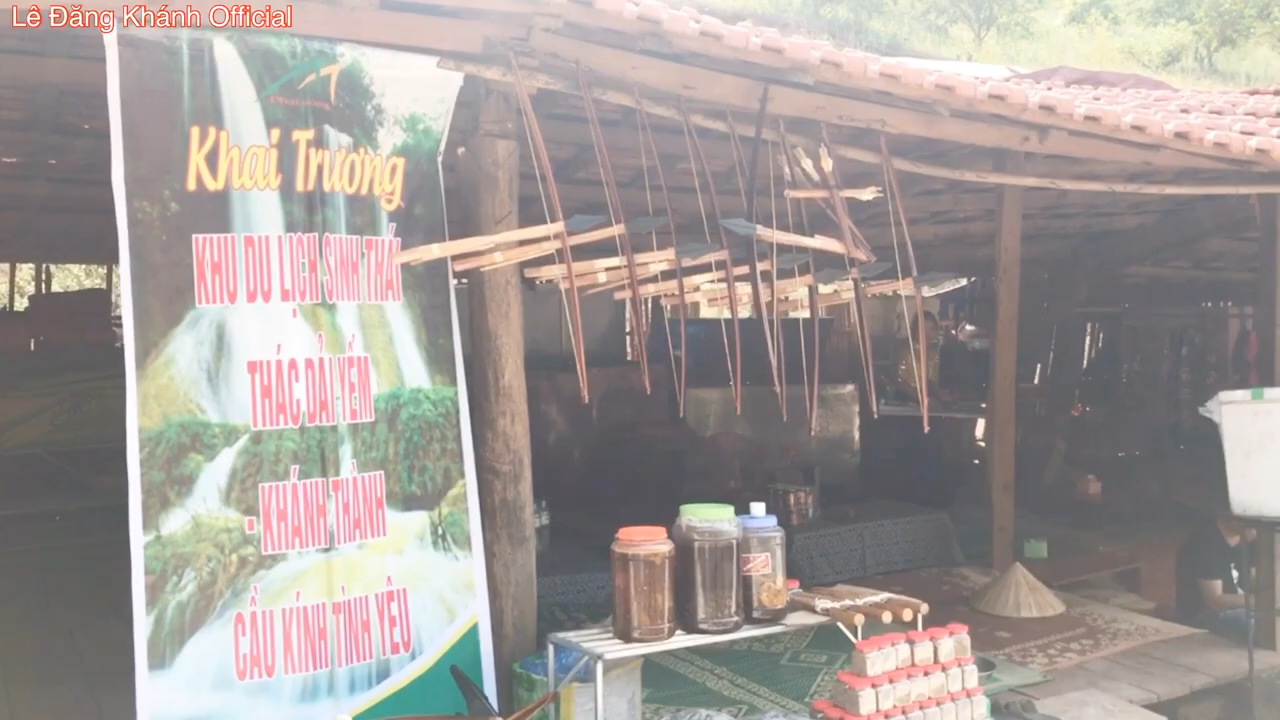 Lê Đăng Khánh Official
Khai Trương
KHU DU LỊCH SINH THÁI
THÁC DẢI YẾM
- KHÁNH THÀNH
CẦU KÍNH TÌNH YÊU